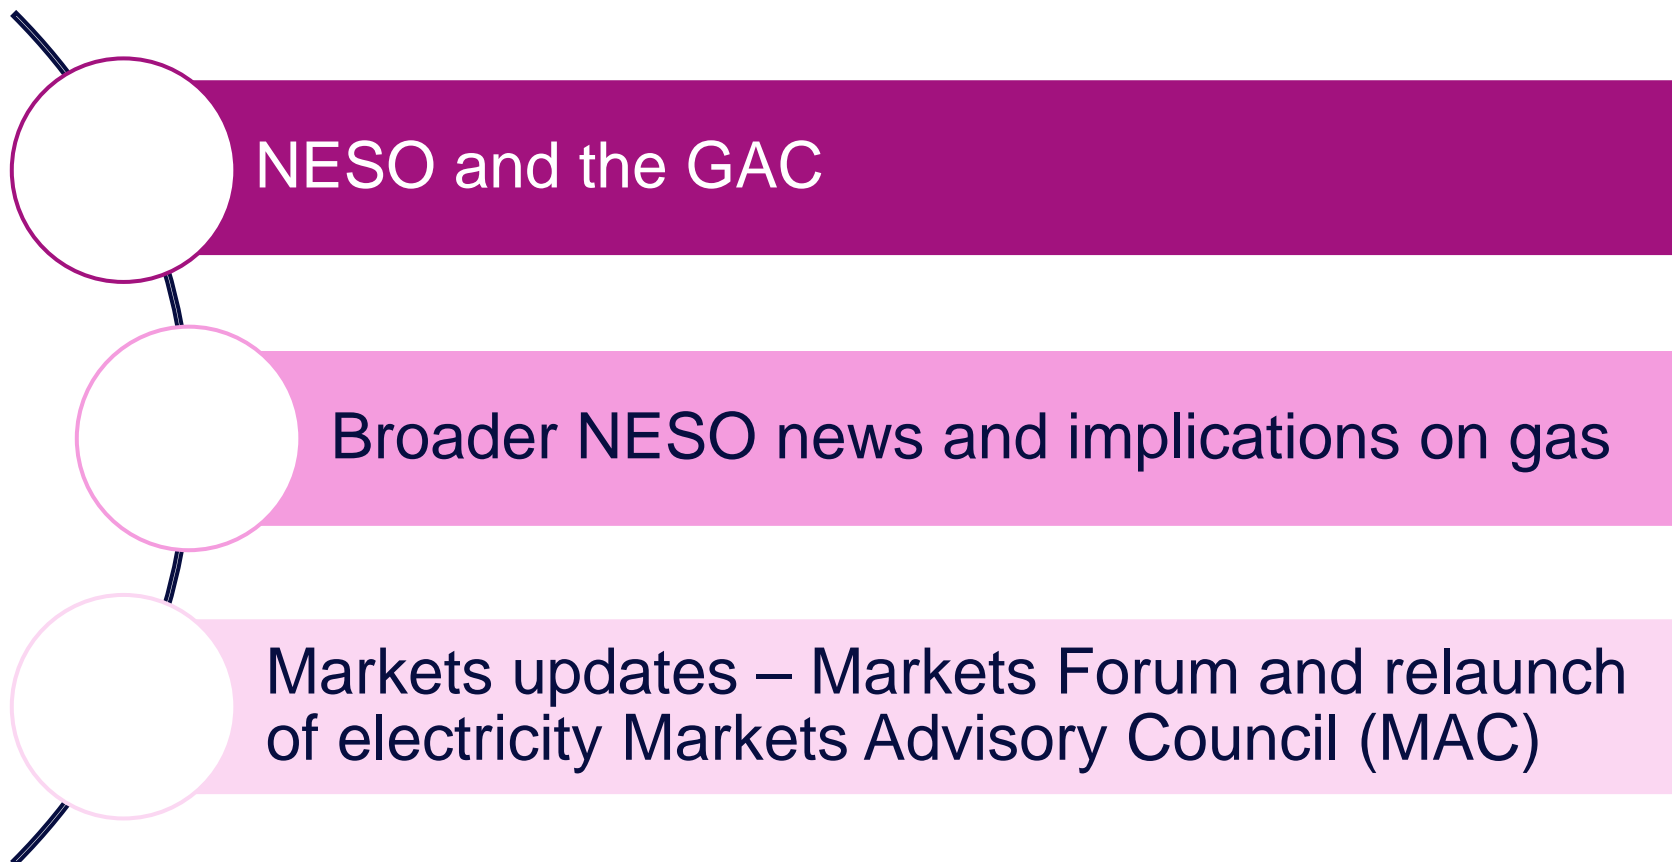 NESO and the GAC
Broader NESO news and implications on gas
Markets updates – Markets Forum and relaunch
of electricity Markets Advisory Council (MAC)